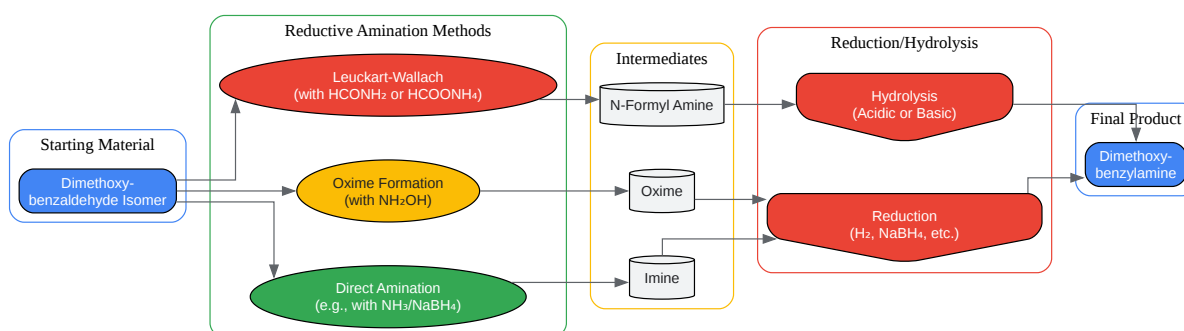 Starting Material
Dimethoxy-
benzaldehyde Isomer
Reductive Amination Methods
Leuckart-Wallach
(with HCONH₂ or HCOONH₄)
Oxime Formation
(with NH₂OH)
Direct Amination
(e.g., with NH₃/NaBH₄)
Intermediates
N-Formyl Amine
Oxime
Imine
Reduction/Hydrolysis
Hydrolysis
(Acidic or Basic)
Reduction
(H₂, NaBH₄, etc.)
Final Product
Dimethoxy-
benzylamine